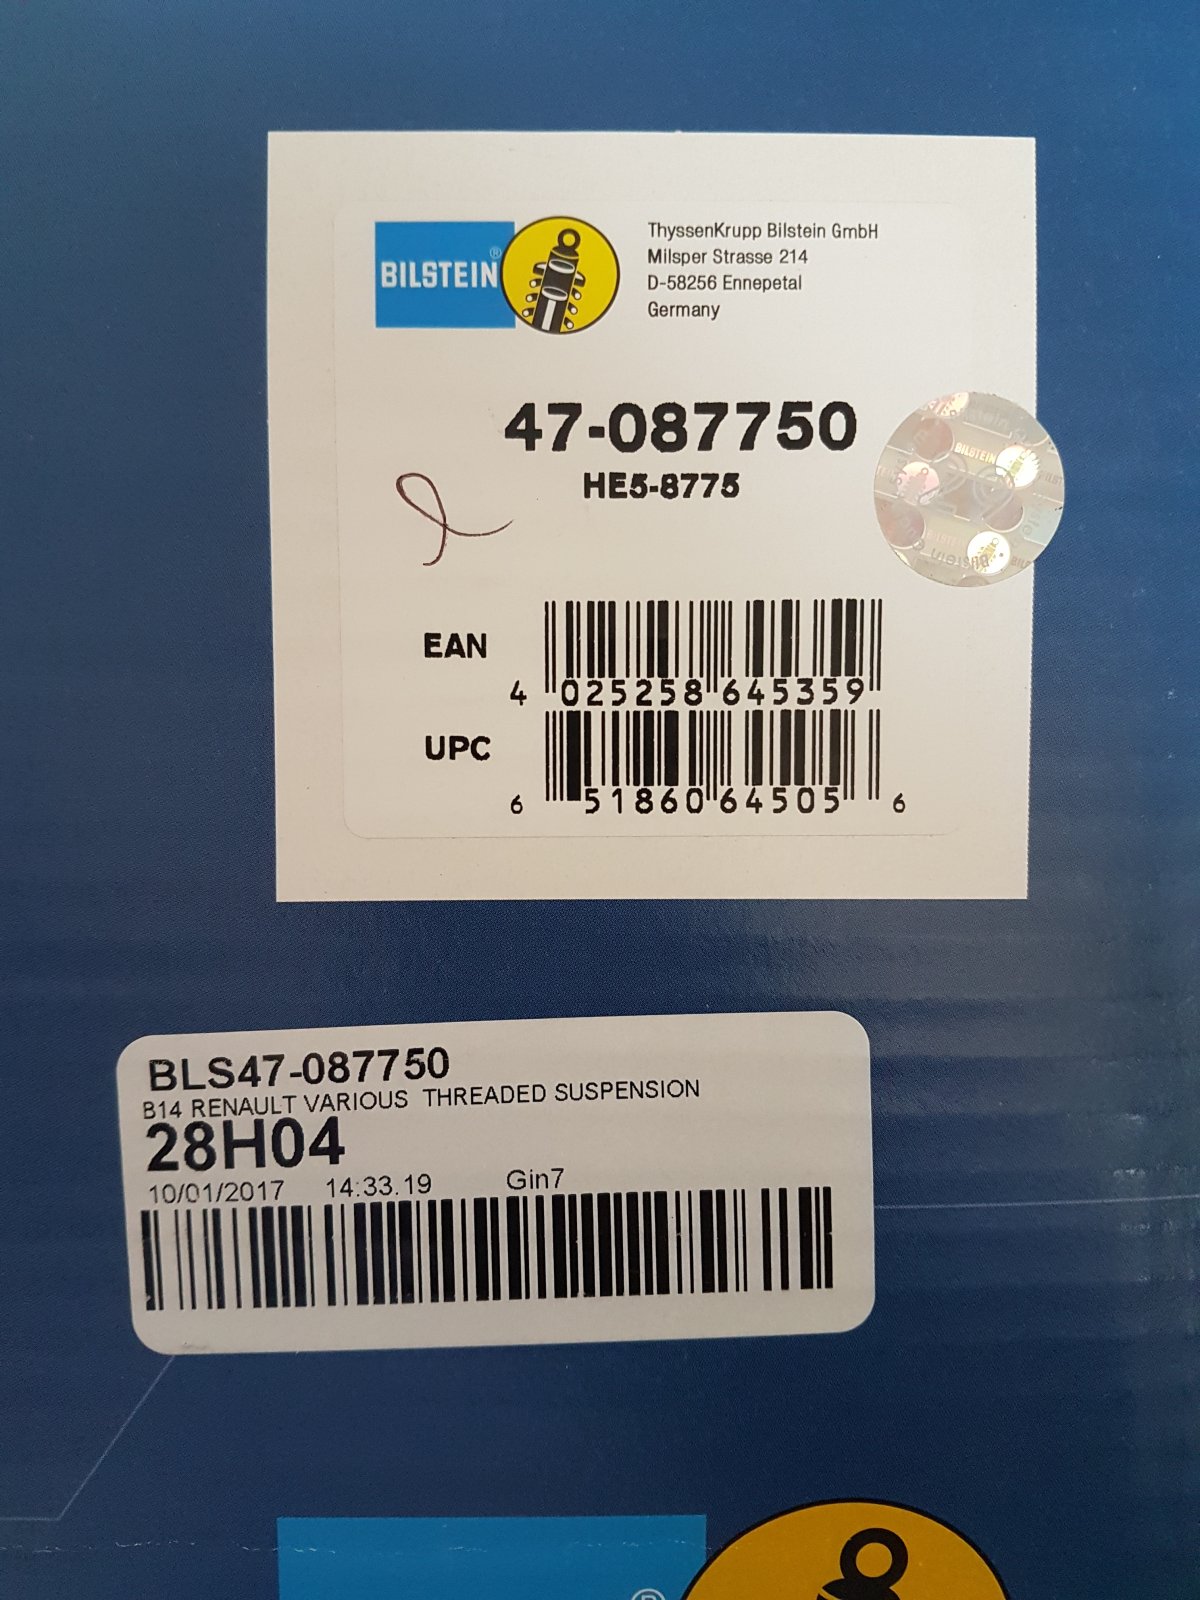 BILSTEIN®
ThyssenKrupp Bilstein GmbH
Milsper Strasse 214
D-58256 Ennepetal
Germany
47-087750
HE5-8775
BILSTEIN
EAN
4 025258 645359
UPC
6 51860 64505 6
BLS47-087750
B14 RENAULT VARIOUS THREADED SUSPENSION
28H04
10/01/2017 14:33.19 Gin7
®